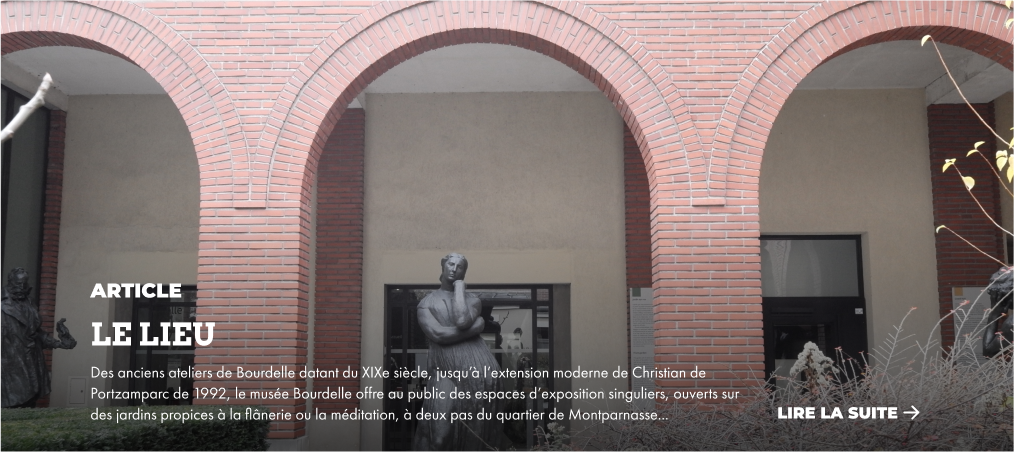 ARTICLE
LE LIEU
Des anciens ateliers de Bourdelle datant du XIXe siècle, jusqu'à l'extension moderne de Christian de
Portzamparc de 1992, le musée Bourdelle offre au public des espaces d'exposition singuliers, ouverts sur
des jardins propices à la flânerie ou la méditation, à deux pas du quartier de Montparnasse...
LIRE LA SUITE →